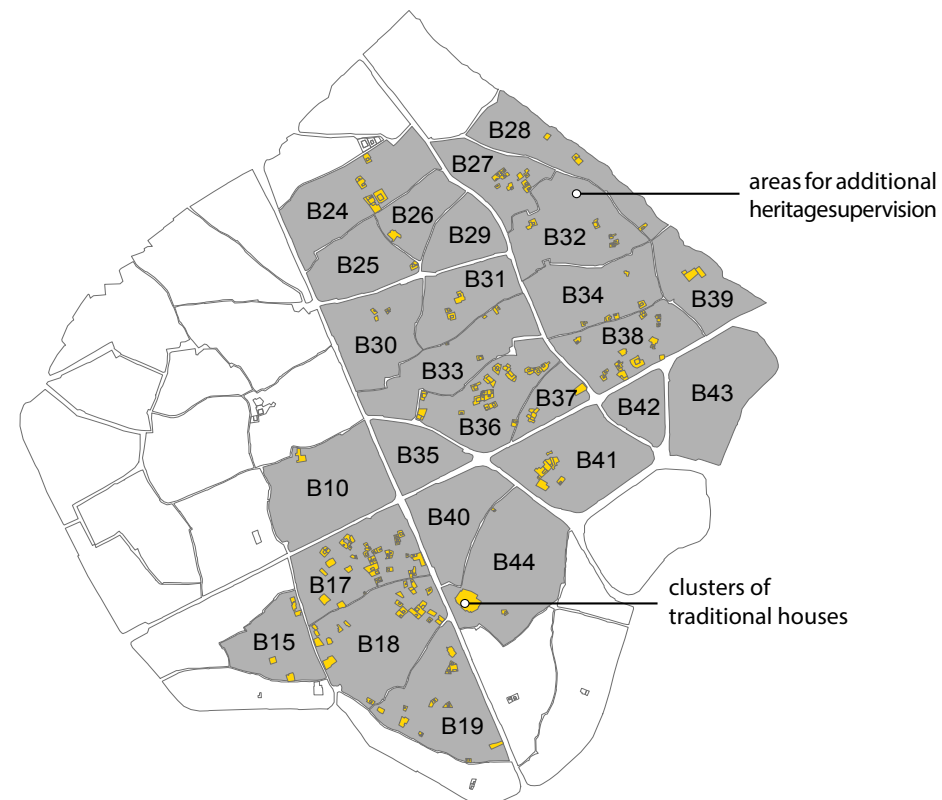 B28
B27
areas for additional
heritagesupervision
B24
B26
B29
B32
B25
B31
B34
B39
B30
B38
B33
B43
B37
B42
B36
B35
B41
B10
B40
B44
B17
clusters of
traditional houses
B15
B18
B19